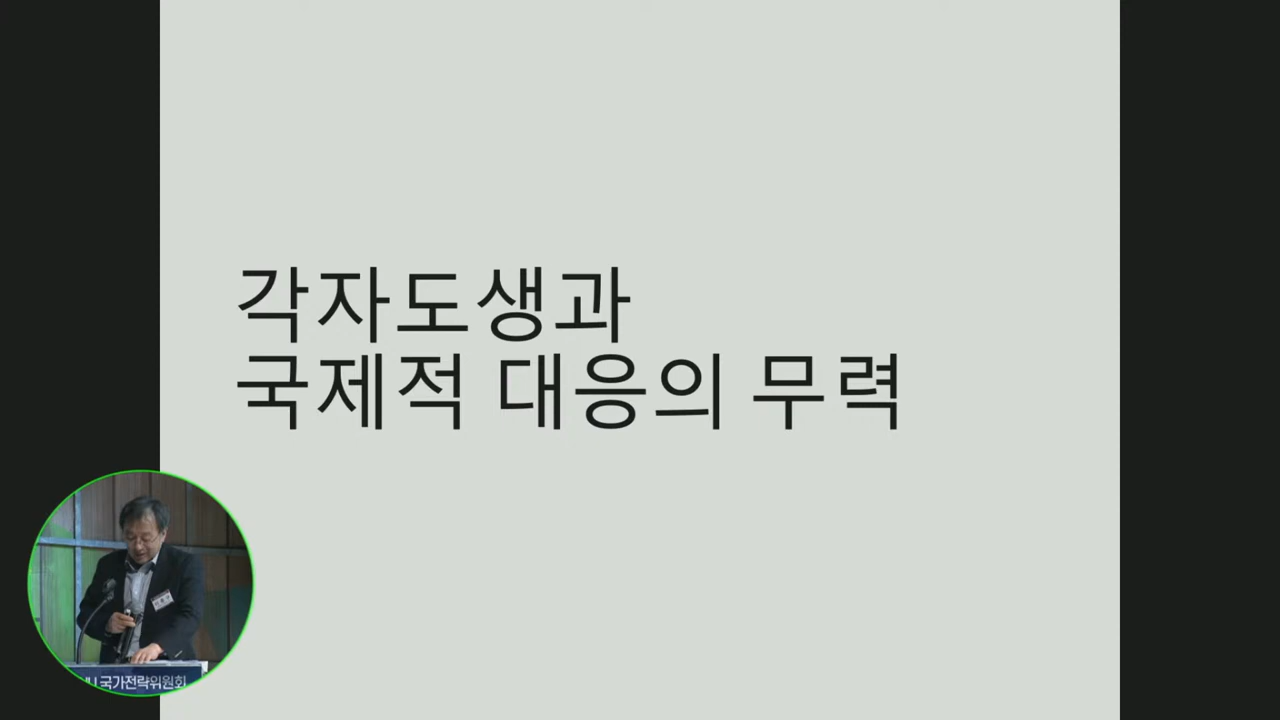 각자도생과
국제적 대응의 무력
국가전략위원회